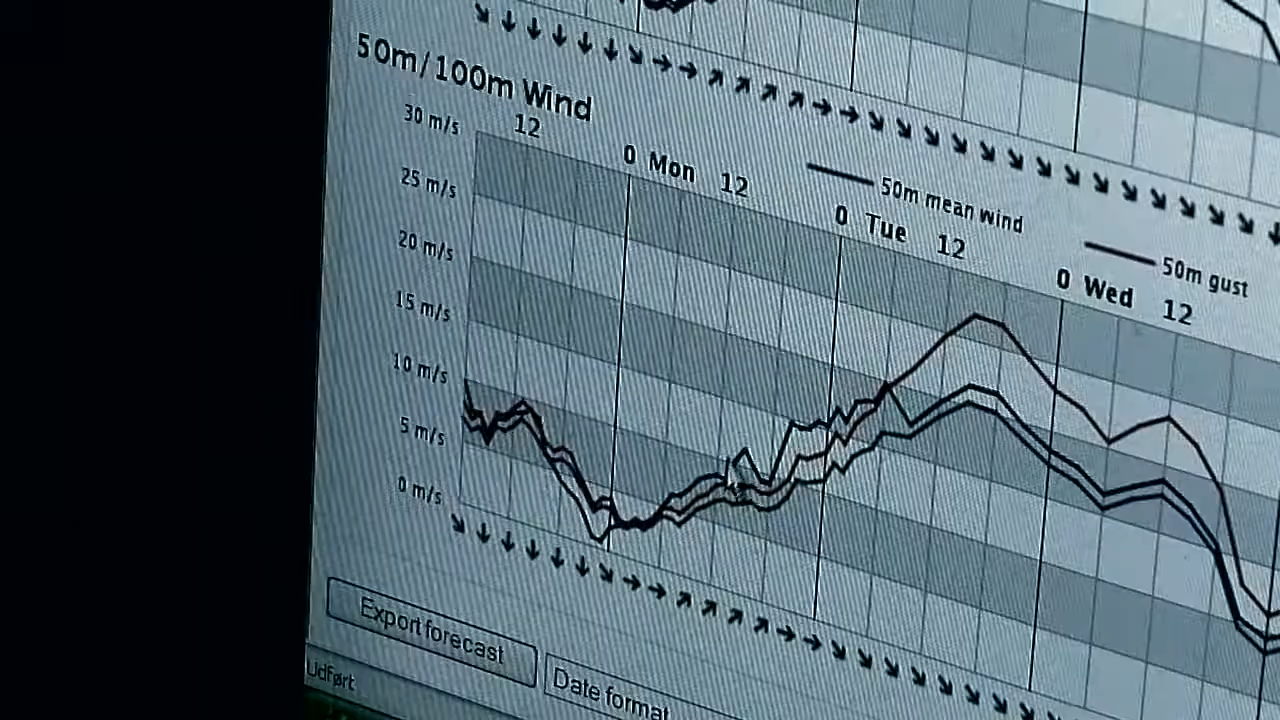 50m/100m Wind
12
0 Mon 12
0 Tue 12
0 Wed 12
50m mean wind
50m gust
30 m/s
25 m/s
20 m/s
15 m/s
10 m/s
5 m/s
0 m/s
Export forecast
Date format
Udført